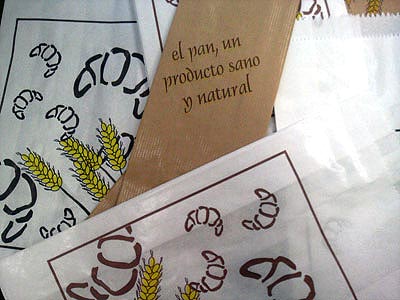 el pan, un
producto sano
y natural